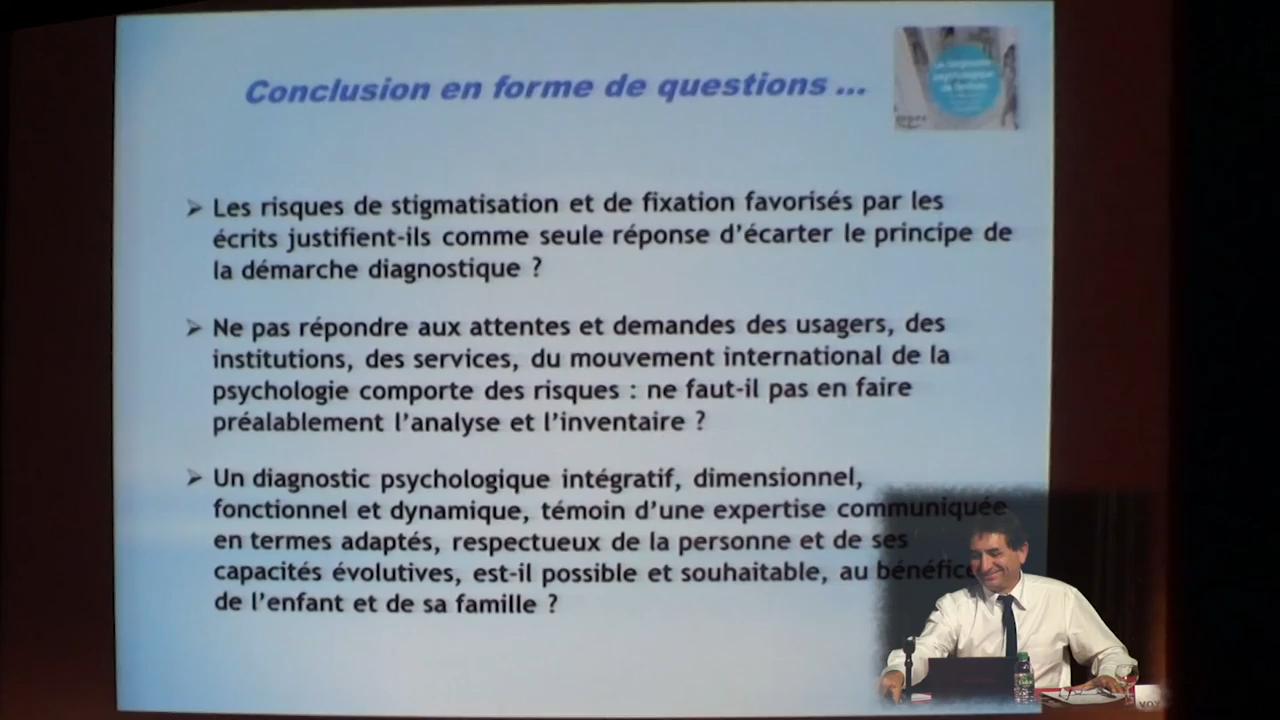 Conclusion en forme de questions ...
Les risques de stigmatisation et de fixation favorisés par les
écrits justifient-ils comme seule réponse d'écarter le principe de
la démarche diagnostique ?
Ne pas répondre aux attentes et demandes des usagers, des
institutions, des services, du mouvement international de la
psychologie comporte des risques : ne faut-il pas en faire
préalablement l'analyse et l'inventaire ?
Un diagnostic psychologique intégratif, dimensionnel,
fonctionnel et dynamique, témoin d'une expertise communiquée
en termes adaptés, respectueux de la personne et de ses
capacités évolutives, est-il possible et souhaitable, au bénéfice
de l'enfant et de sa famille ?